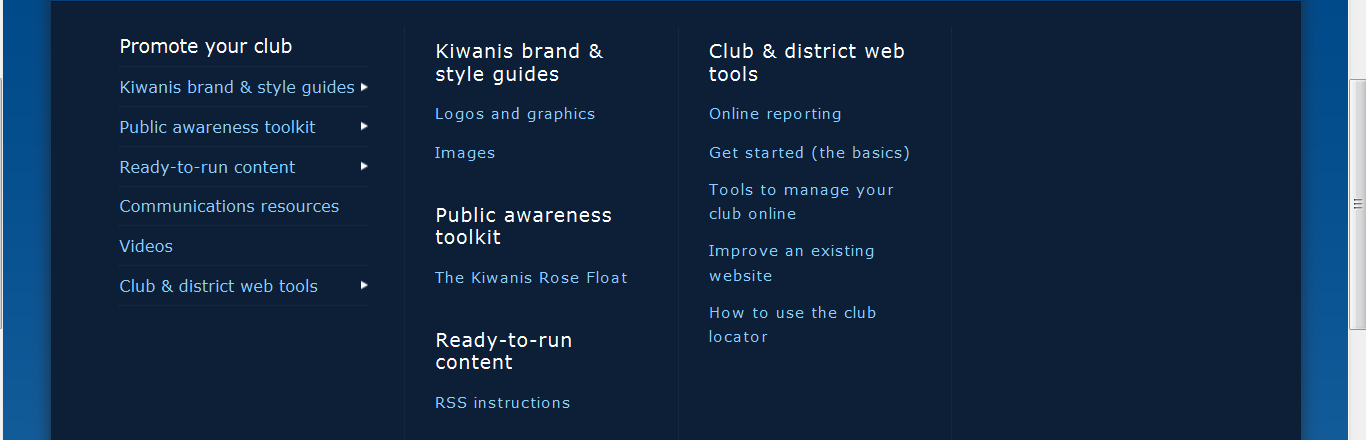 Promote your club
Kiwanis brand & style guides
Public awareness toolkit
Ready-to-run content
Communications resources
Videos
Club & district web tools
Kiwanis brand &
style guides
Logos and graphics
Images
Public awareness
toolkit
The Kiwanis Rose Float
Ready-to-run
content
RSS instructions
Club & district web
tools
Online reporting
Get started (the basics)
Tools to manage your
club online
Improve an existing
website
How to use the club
locator